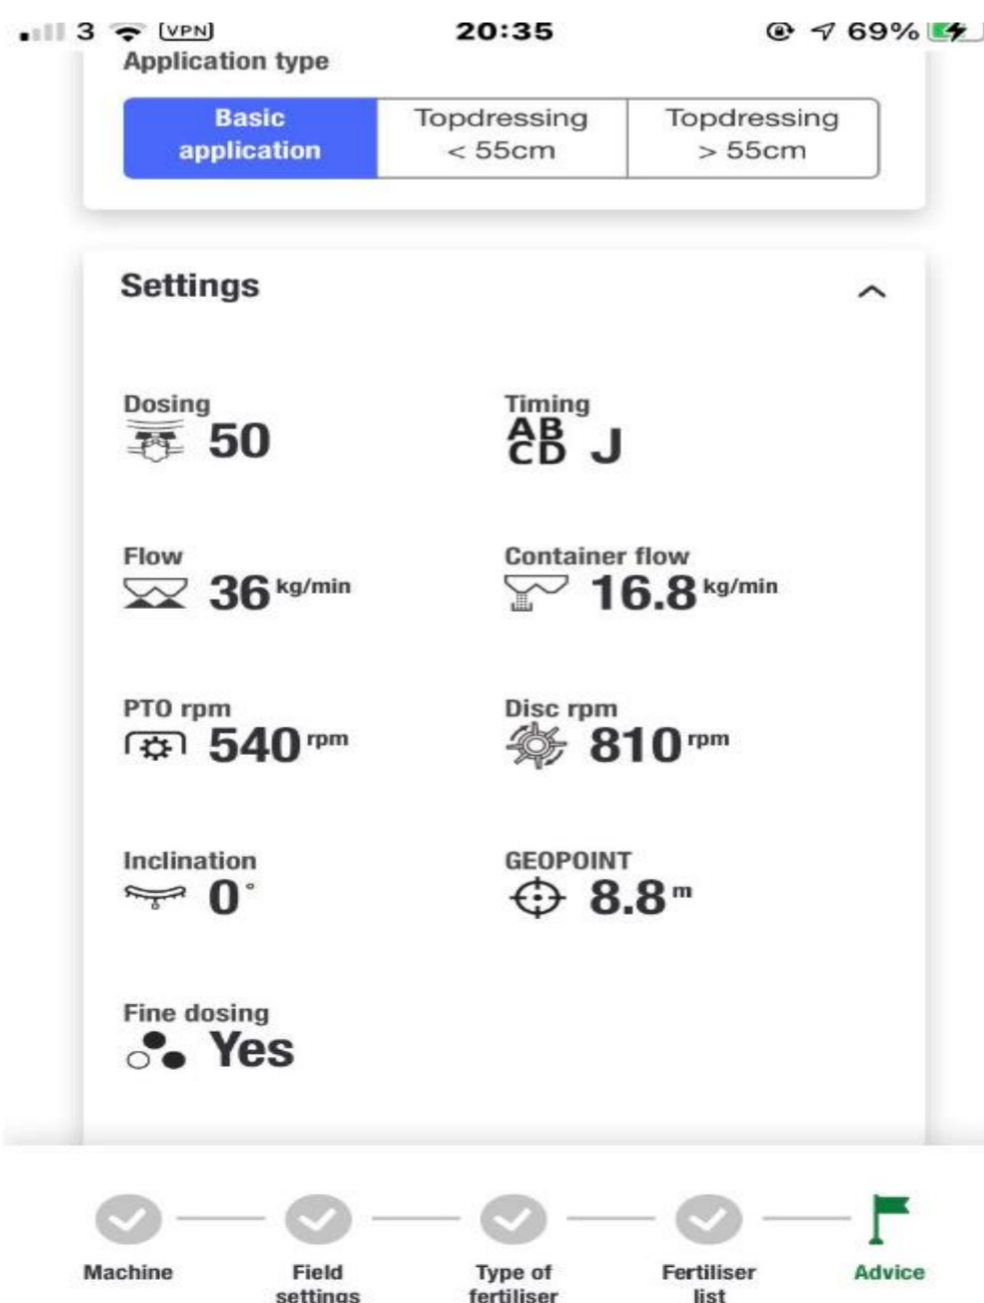 3 VPN 20:35 69%
Application type
Basic application
Topdressing < 55cm
Topdressing > 55cm
Settings
Dosing
50
Timing
AB
CD J
Flow
36 kg/min
Container flow
16.8 kg/min
PTO rpm
540 rpm
Disc rpm
810 rpm
Inclination
0°
GEOPOINT
8.8 m
Fine dosing
Yes
Machine
Field settings
Type of fertiliser
Fertiliser list
Advice